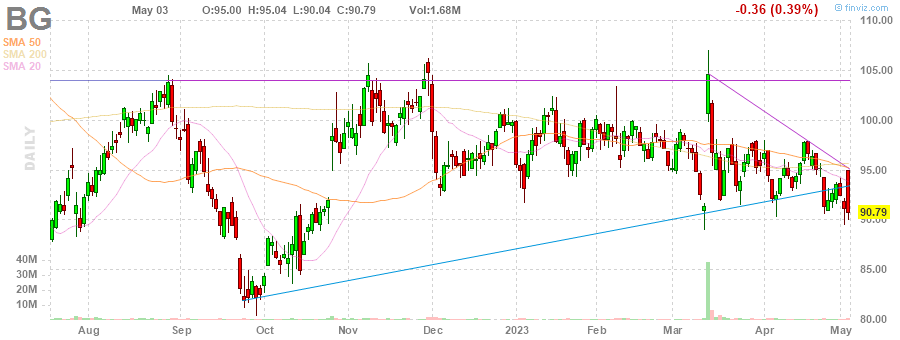 BG May 03 O:95.00 H:95.04 L:90.04 C:90.79 Vol:1.68M -0.36 (0.39%) © finviz.com
SMA 50
SMA 200
SMA 20
DAILY
110.00
105.00
100.00
95.00
90.00
90.79
85.00
80.00
40M
30M
20M
10M
Aug Sep Oct Nov Dec 2023 Feb Mar Apr May